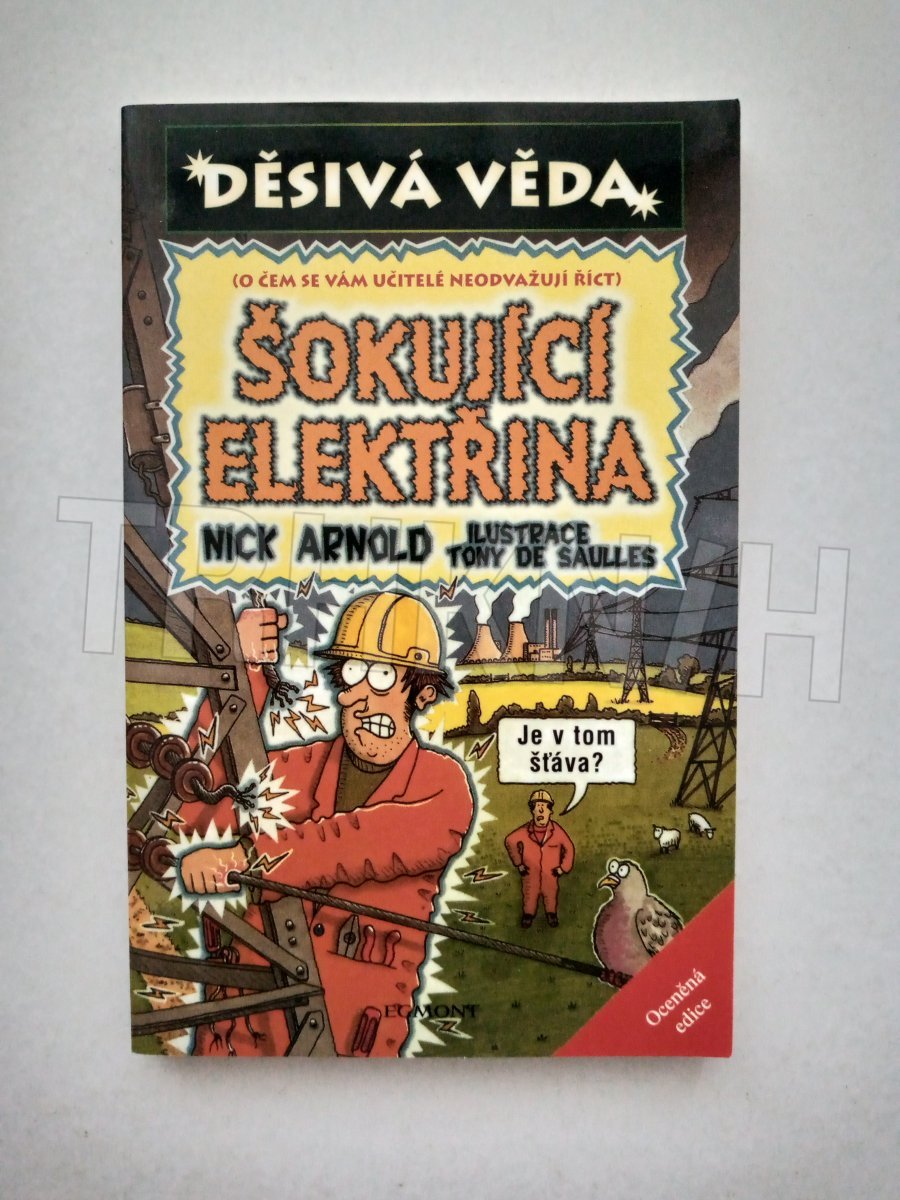 DĚSIVÁ VĚDA
(O ČEM SE VÁM UČITELÉ NEODVAŽUJÍ ŘÍCT)
ŠOKUJÍCÍ
ELEKTŘINA
NICK ARNOLD
ILUSTRACE
TONY DE SAULLES
TRHKNIH
Je v tom
šťáva?
Oceněná
edice
EGMONT